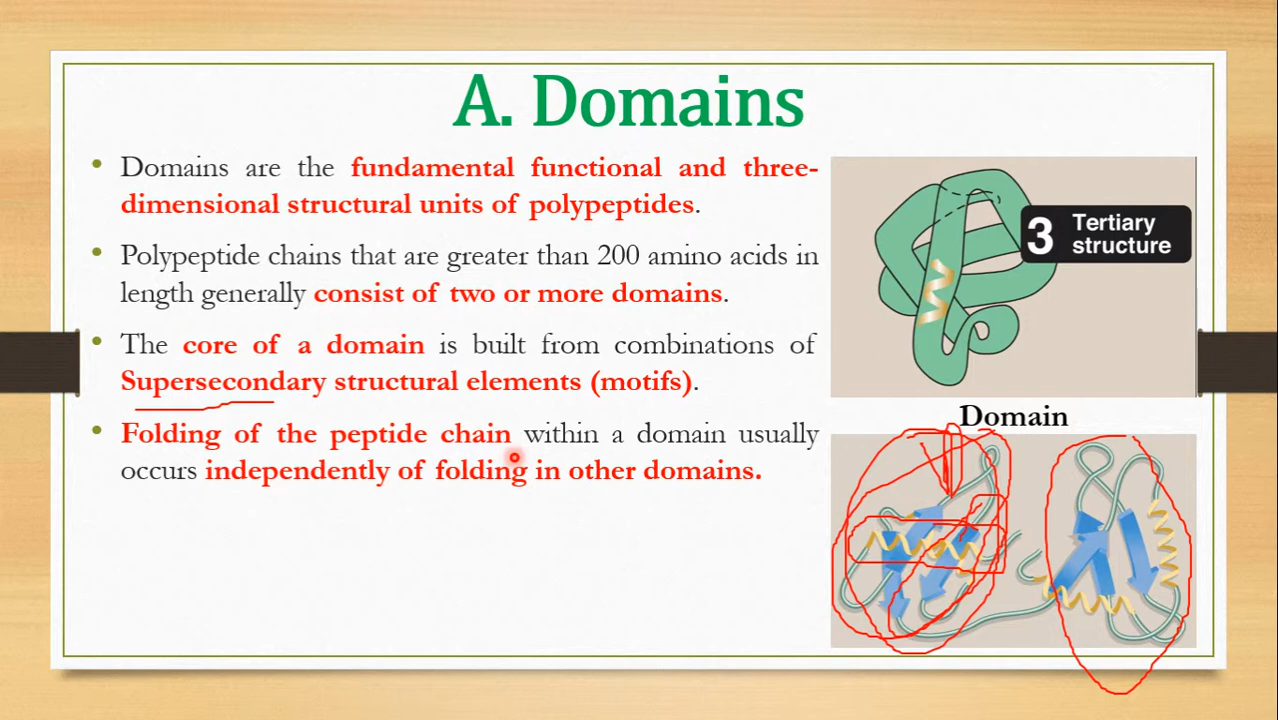 A. Domains
• Domains are the fundamental functional and three-
dimensional structural units of polypeptides.
• Polypeptide chains that are greater than 200 amino acids in
length generally consist of two or more domains.
• The core of a domain is built from combinations of
Supersecondary structural elements (motifs).
• Folding of the peptide chain within a domain usually
occurs independently of folding in other domains.
3 Tertiary
structure
Domain